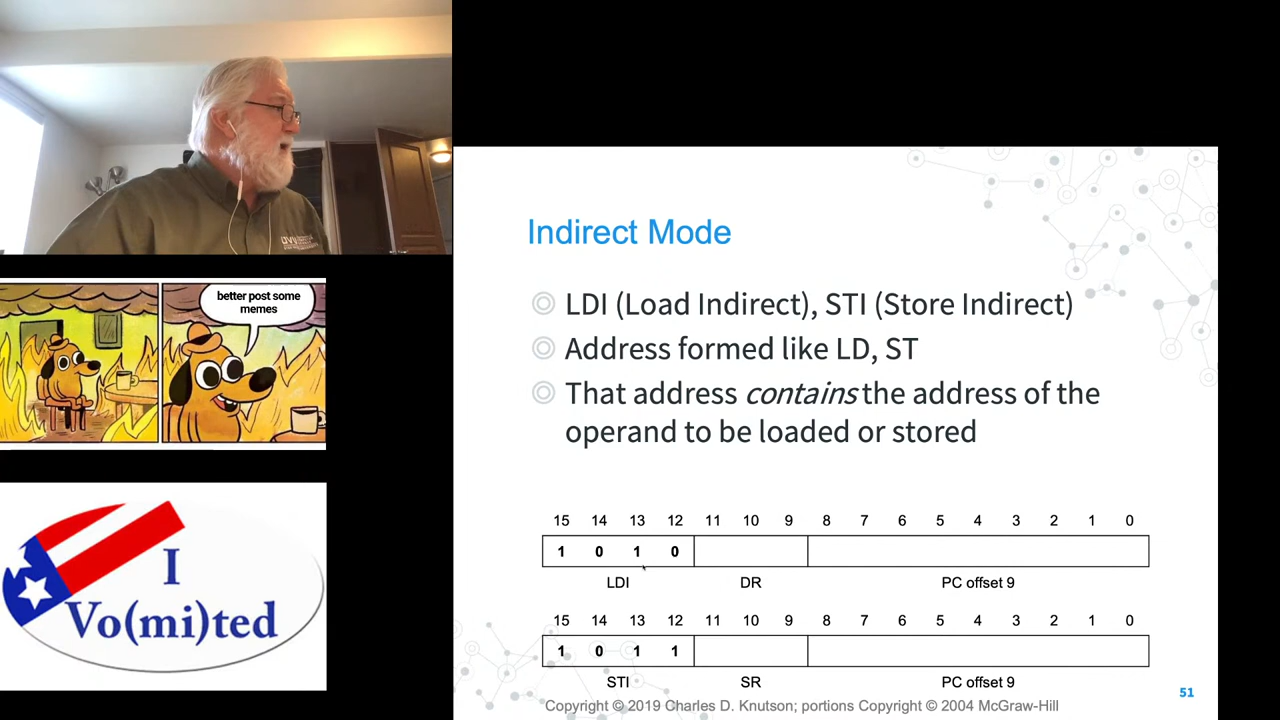 better post some
memes
I
Vo(mi)ted
Indirect Mode
LDI (Load Indirect), STI (Store Indirect)
Address formed like LD, ST
That address contains the address of the
operand to be loaded or stored
15 14 13 12 11 10 9 8 7 6 5 4 3 2 1 0
1 0 1 0
LDI DR PC offset 9
15 14 13 12 11 10 9 8 7 6 5 4 3 2 1 0
1 0 1 1
STI SR PC offset 9
Copyright © 2019 Charles D. Knutson; portions Copyright © 2004 McGraw-Hill
51